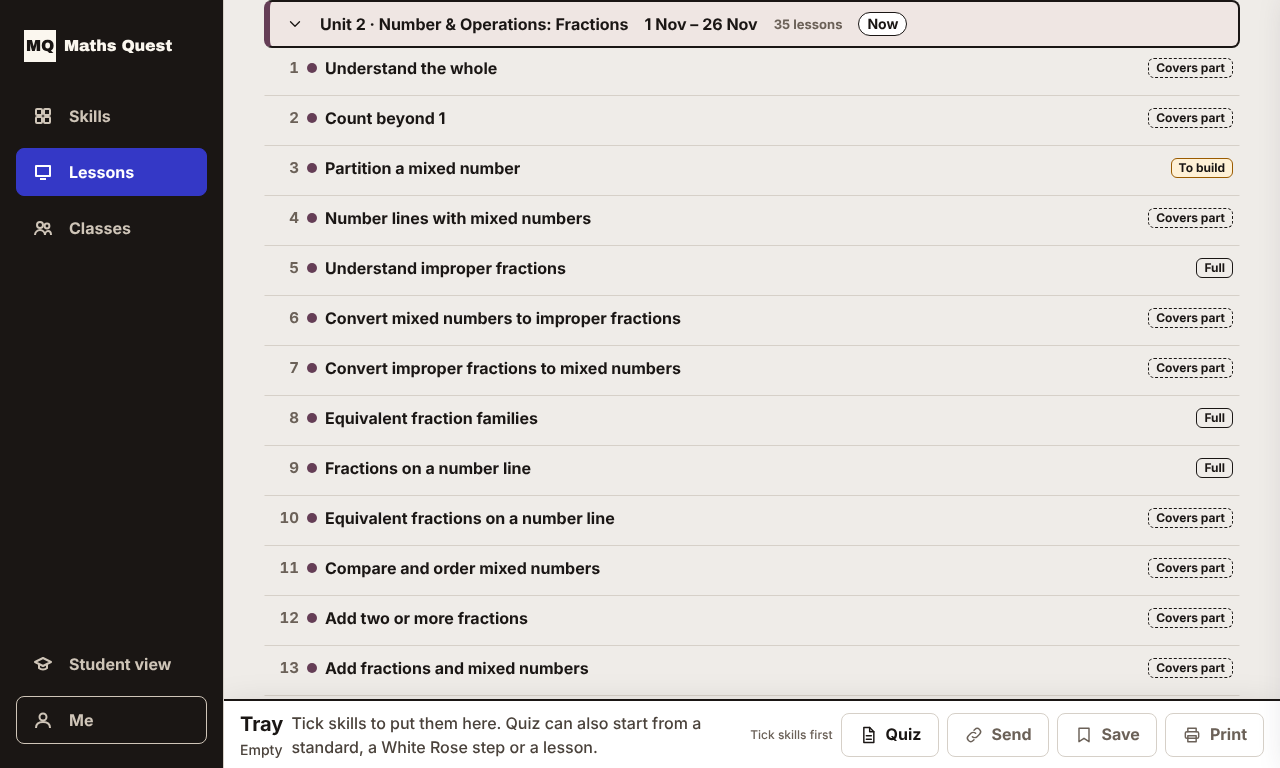 MQ Maths Quest
Skills
Lessons
Classes
Student view
Me
Unit 2 · Number & Operations: Fractions 1 Nov – 26 Nov 35 lessons Now
1 Understand the whole Covers part
2 Count beyond 1 Covers part
3 Partition a mixed number To build
4 Number lines with mixed numbers Covers part
5 Understand improper fractions Full
6 Convert mixed numbers to improper fractions Covers part
7 Convert improper fractions to mixed numbers Covers part
8 Equivalent fraction families Full
9 Fractions on a number line Full
10 Equivalent fractions on a number line Covers part
11 Compare and order mixed numbers Covers part
12 Add two or more fractions Covers part
13 Add fractions and mixed numbers Covers part
Tray
Empty
Tick skills to put them here. Quiz can also start from a
standard, a White Rose step or a lesson.
Tick skills first
Quiz
Send
Save
Print